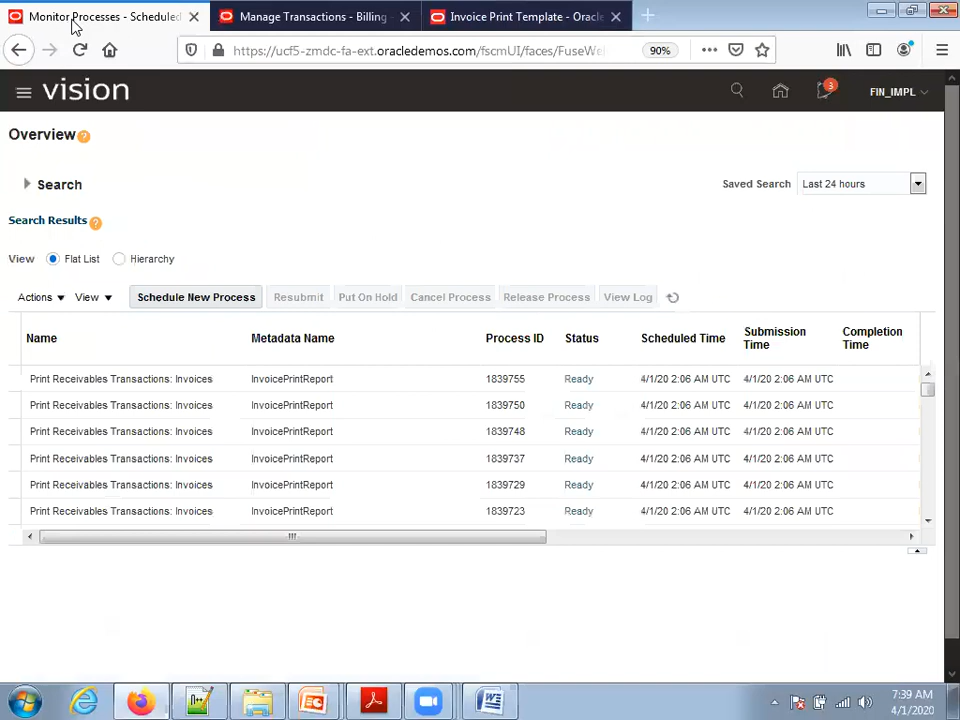 Monitor Processes - Scheduled
Manage Transactions - Billing -
Invoice Print Template - Oracle
https://ucf5-zmdc-fa-ext.oracledemos.com/fscmUI/faces/FuseWel
90%
vision
3
FIN_IMPL
Overview
Search
Saved Search
Last 24 hours
Search Results
View
Flat List
Hierarchy
Actions
View
Schedule New Process
Resubmit
Put On Hold
Cancel Process
Release Process
View Log
Name Metadata Name Process ID Status Scheduled Time Submission Time Completion Time
Print Receivables Transactions: Invoices InvoicePrintReport 1839755 Ready 4/1/20 2:06 AM UTC 4/1/20 2:06 AM UTC
Print Receivables Transactions: Invoices InvoicePrintReport 1839750 Ready 4/1/20 2:06 AM UTC 4/1/20 2:06 AM UTC
Print Receivables Transactions: Invoices InvoicePrintReport 1839748 Ready 4/1/20 2:06 AM UTC 4/1/20 2:06 AM UTC
Print Receivables Transactions: Invoices InvoicePrintReport 1839737 Ready 4/1/20 2:06 AM UTC 4/1/20 2:06 AM UTC
Print Receivables Transactions: Invoices InvoicePrintReport 1839729 Ready 4/1/20 2:06 AM UTC 4/1/20 2:06 AM UTC
Print Receivables Transactions: Invoices InvoicePrintReport 1839723 Ready 4/1/20 2:06 AM UTC 4/1/20 2:06 AM UTC
7:39 AM
4/1/2020